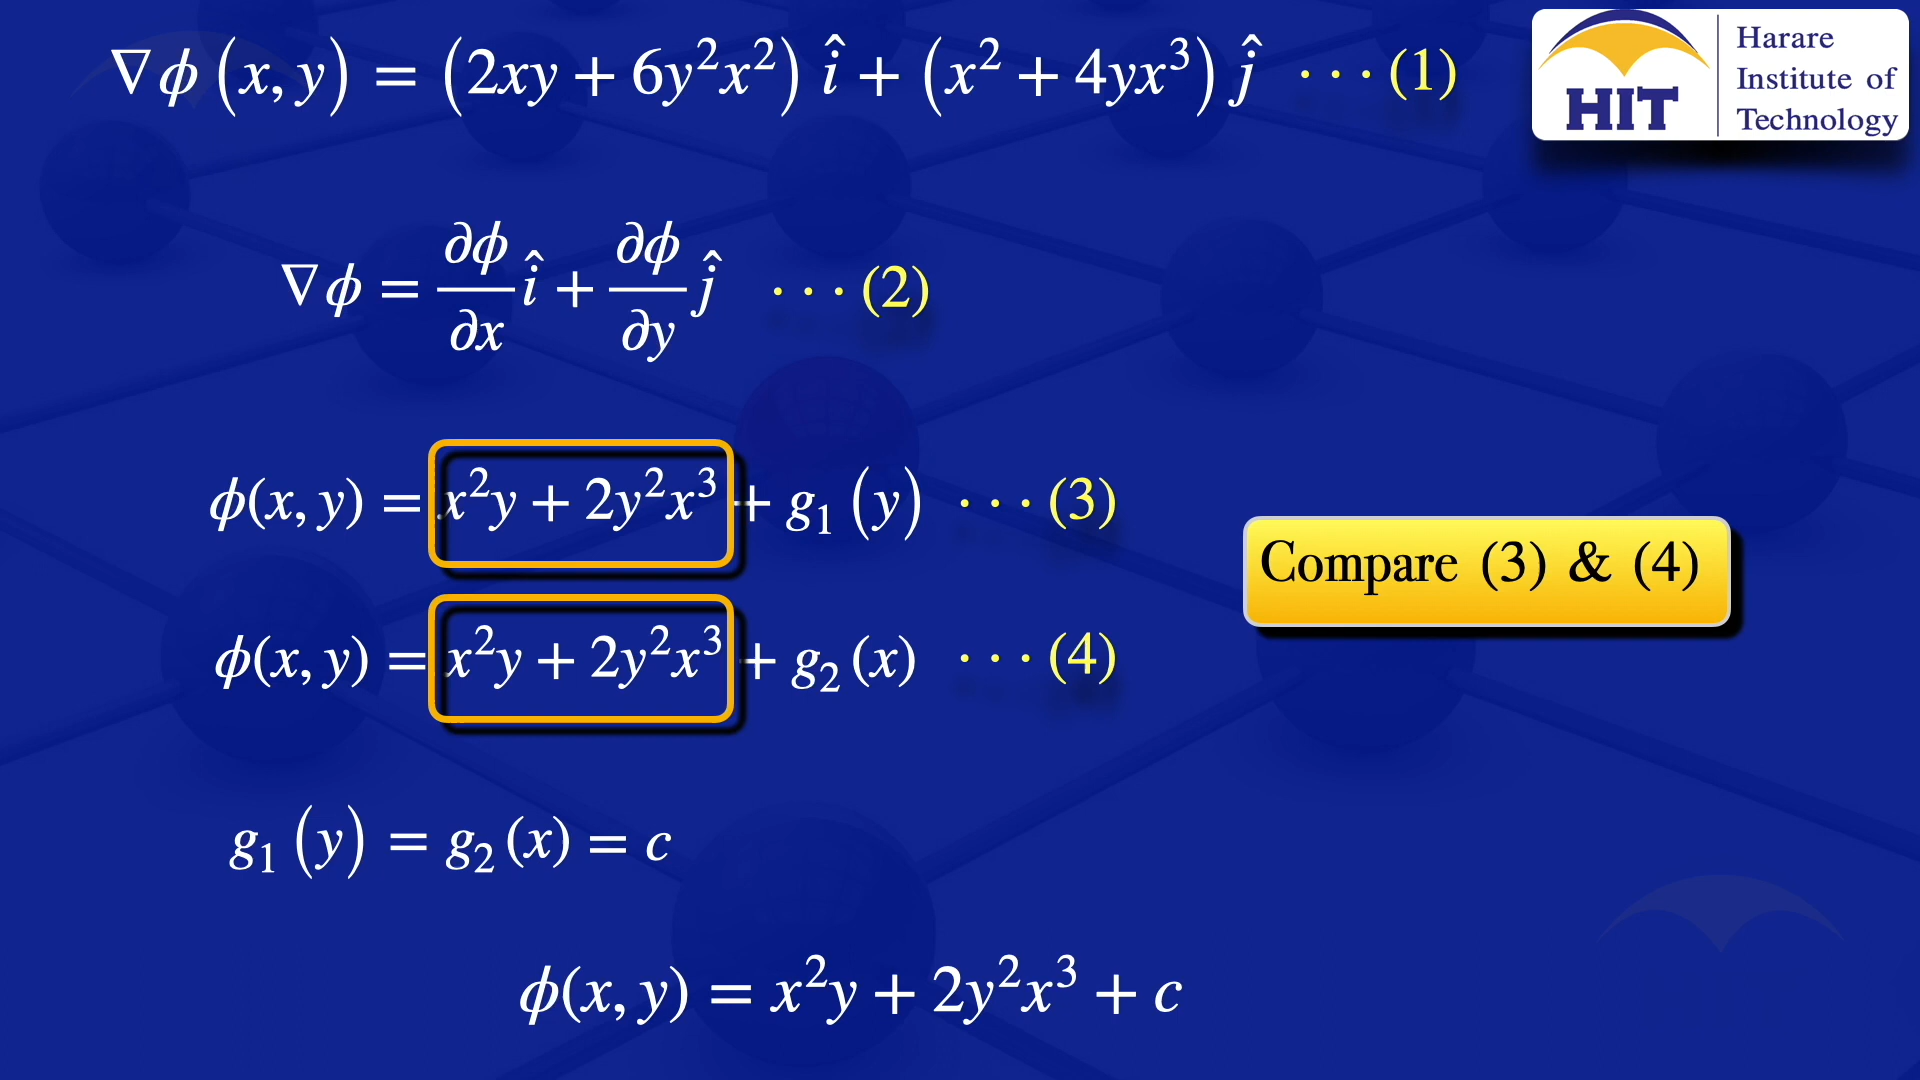 ∇ϕ(x, y) = (2xy + 6y²x²) î + (x² + 4yx³) ĵ · · · (1)
HIT
Harare
Institute of
Technology
∇ϕ = ∂ϕ/∂x î + ∂ϕ/∂y ĵ · · · (2)
ϕ(x, y) = x²y + 2y²x³ + g₁(y) · · · (3)
Compare (3) & (4)
ϕ(x, y) = x²y + 2y²x³ + g₂(x) · · · (4)
g₁(y) = g₂(x) = c
ϕ(x, y) = x²y + 2y²x³ + c